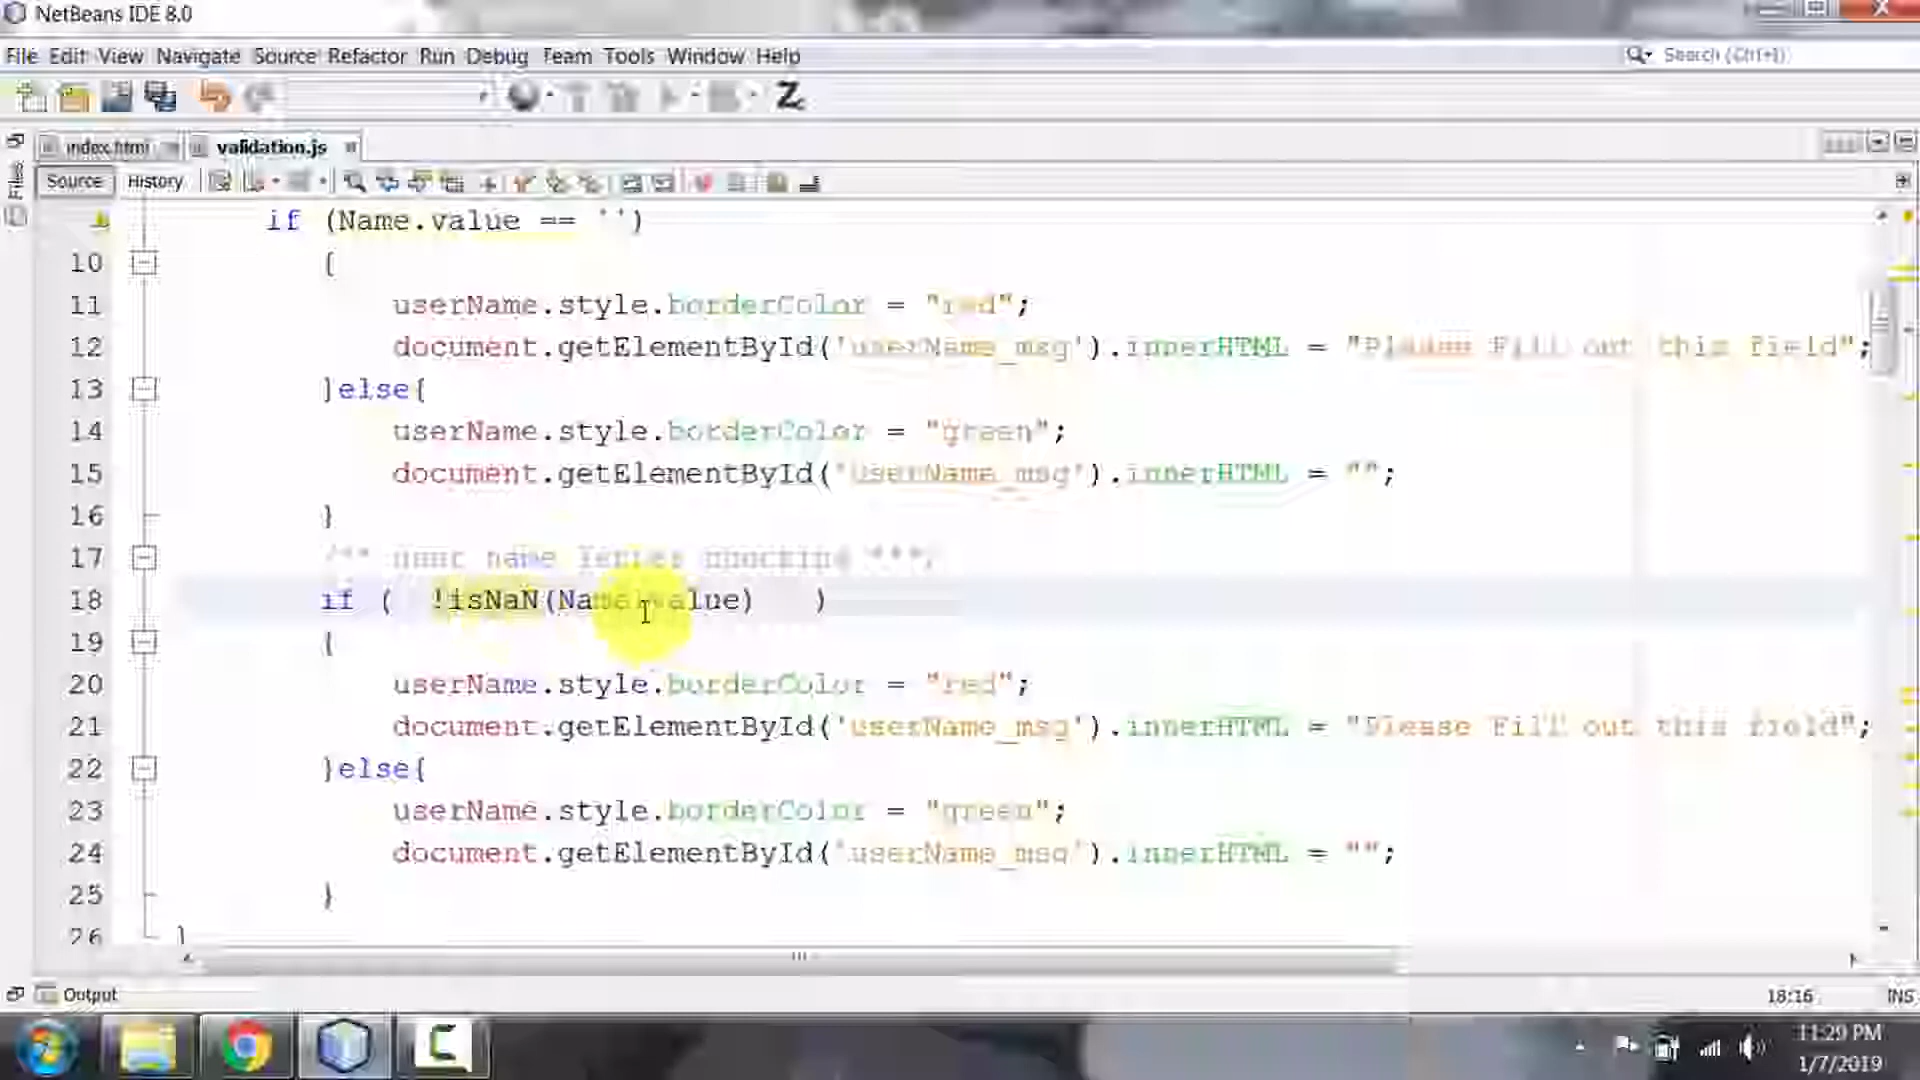 NetBeans IDE 8.0
File Edit View Navigate Source Refactor Run Debug Team Tools Window Help
Search (Ctrl+I)
index.html validation.js
Files
Source History
if (Name.value == '')
10 {
11 userName.style.borderColor = "red";
12 document.getElementById('userName_msg').innerHTML = "Please Fill out this field";
13 }else{
14 userName.style.borderColor = "green";
15 document.getElementById('userName_msg').innerHTML = "";
16 }
17 /** user name letter checking ***/
18 if ( !isNaN(Name.value) )
19 {
20 userName.style.borderColor = "red";
21 document.getElementById('userName_msg').innerHTML = "Please Fill out this field";
22 }else{
23 userName.style.borderColor = "green";
24 document.getElementById('userName_msg').innerHTML = "";
25 }
26 }
Output
18:16 INS
11:29 PM
1/7/2019